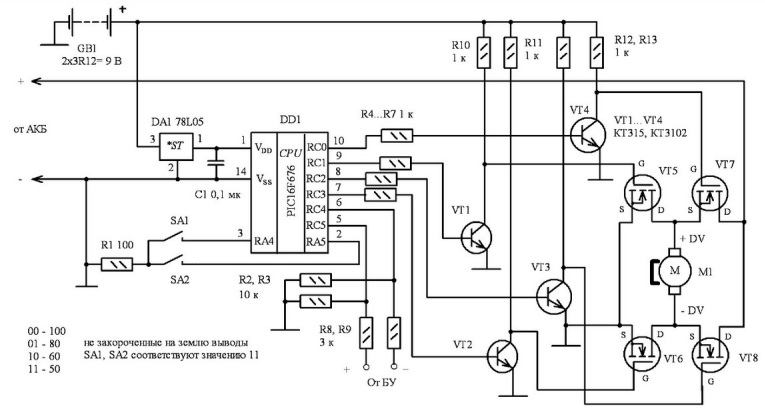 +
GB1
2x3R12= 9 В
R10
1 к
R11
1 к
R12, R13
1 к
+
от АКБ
-
DA1 78L05
3
*ST
1
2
C1 0,1 мк
DD1
1
VDD
14
VSS
3
RA4
CPU
PIC16F676
RC0
10
RC1
9
RC2
8
RC3
7
RC4
6
RC5
5
RA5
2
R4...R7 1 к
VT4
VT1...VT4
КТ315, КТ3102
G
VT5
S
D
G
VT7
S
D
VT1
SA1
SA2
R1 100
R2, R3
10 к
VT3
+ DV
M
M1
- DV
R8, R9
3 к
VT2
S
D
VT6
G
S
D
VT8
G
+
От БУ
-
00 - 100
01 - 80
10 - 60
11 - 50
не закороченные на землю выводы
SA1, SA2 соответствуют значению 11